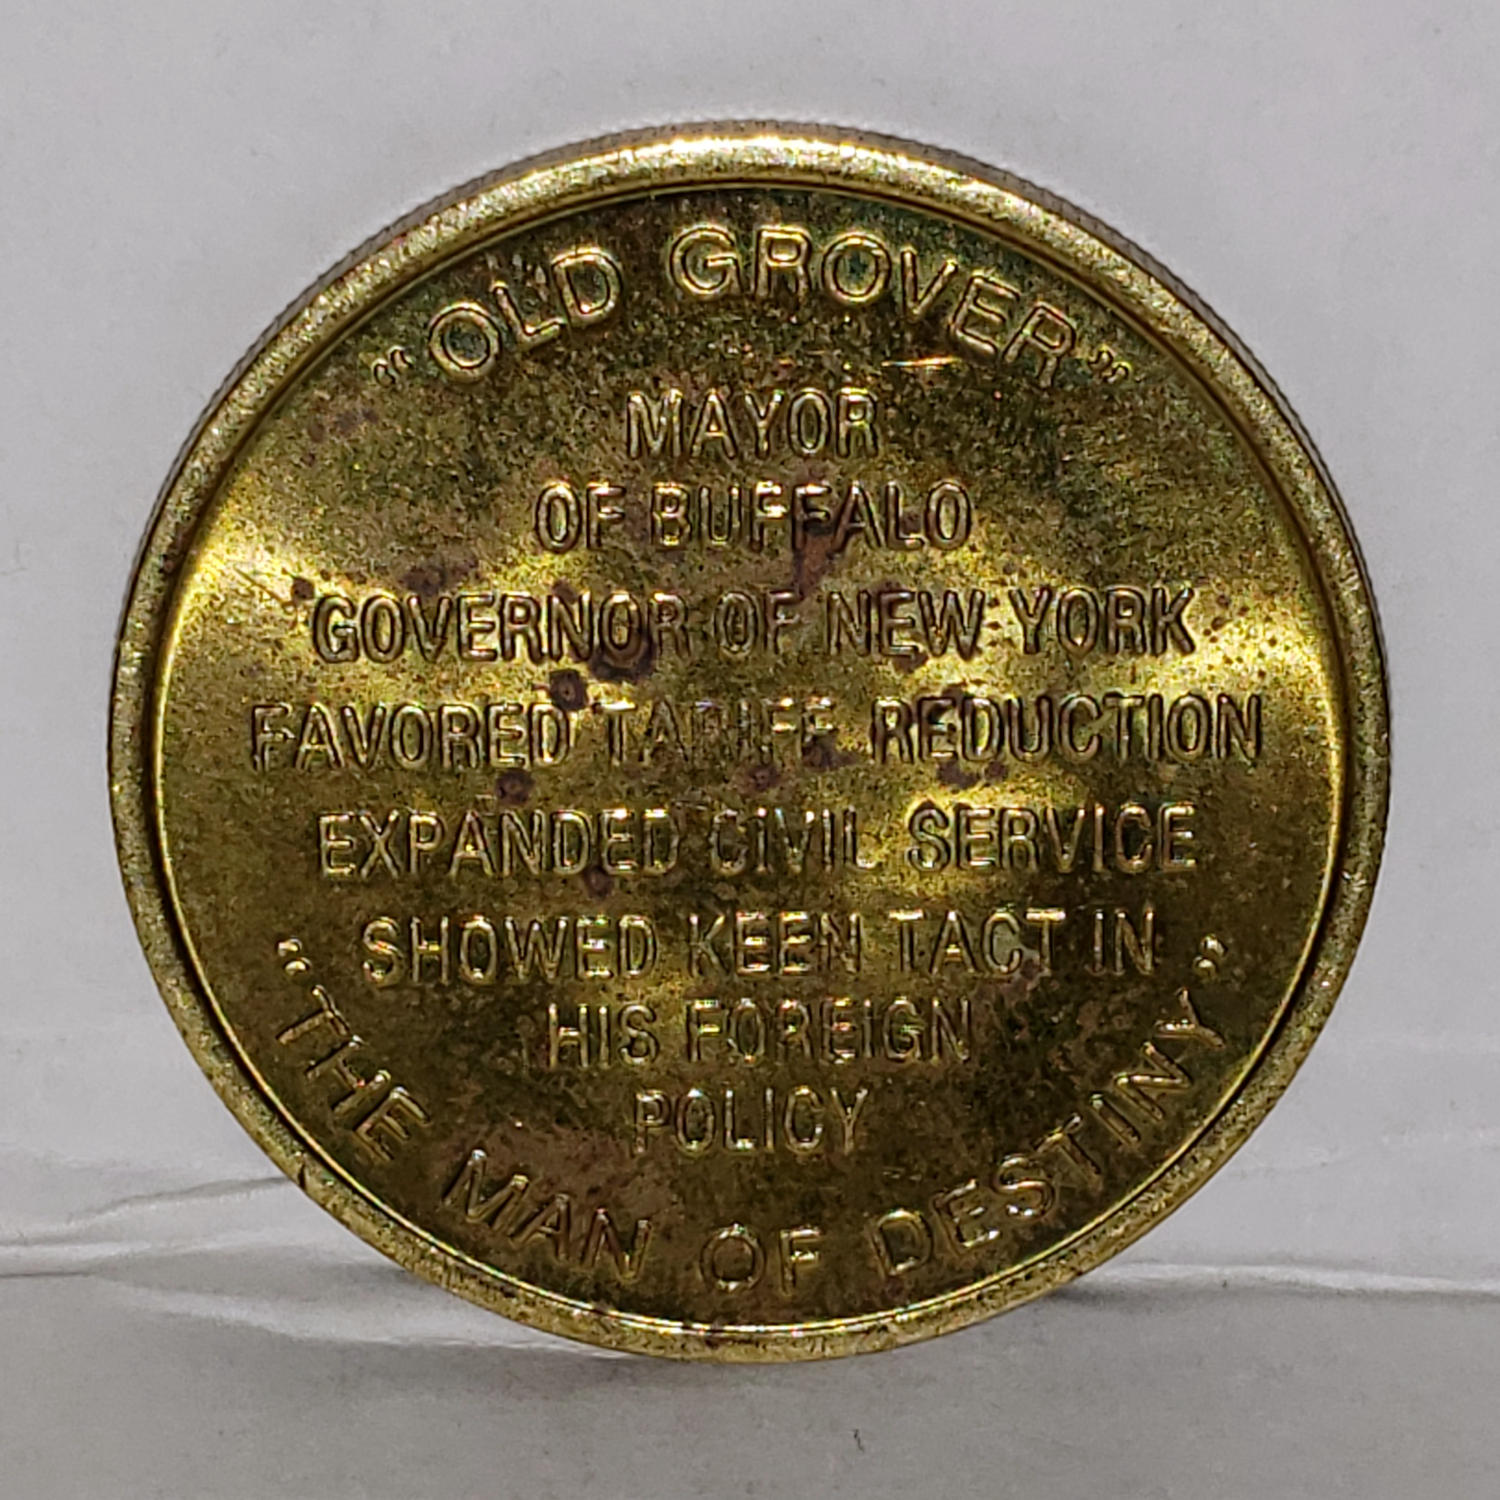 “OLD GROVER”
MAYOR
OF BUFFALO
GOVERNOR OF NEW YORK
FAVORED TARIFF REDUCTION
EXPANDED CIVIL SERVICE
SHOWED KEEN TACT IN
HIS FOREIGN
POLICY
“THE MAN OF DESTINY”